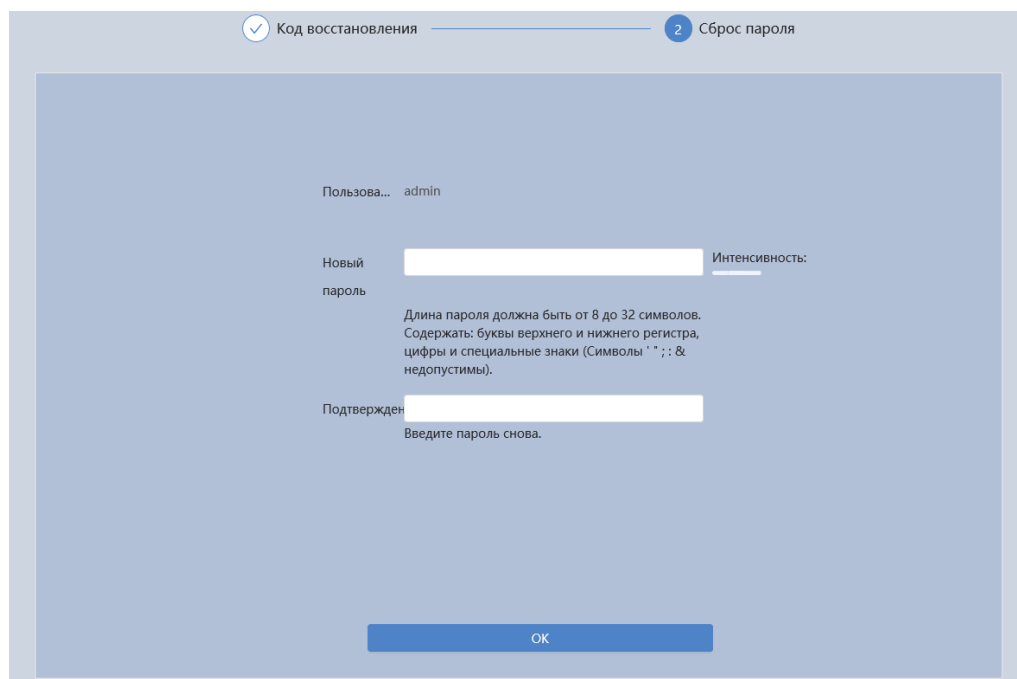 Код восстановления
2 Сброс пароля
Пользова... admin
Новый
пароль
Интенсивность:
Длина пароля должна быть от 8 до 32 символов.
Содержать: буквы верхнего и нижнего регистра,
цифры и специальные знаки (Символы ' " ; : &
недопустимы).
Подтвержден
Введите пароль снова.
OK